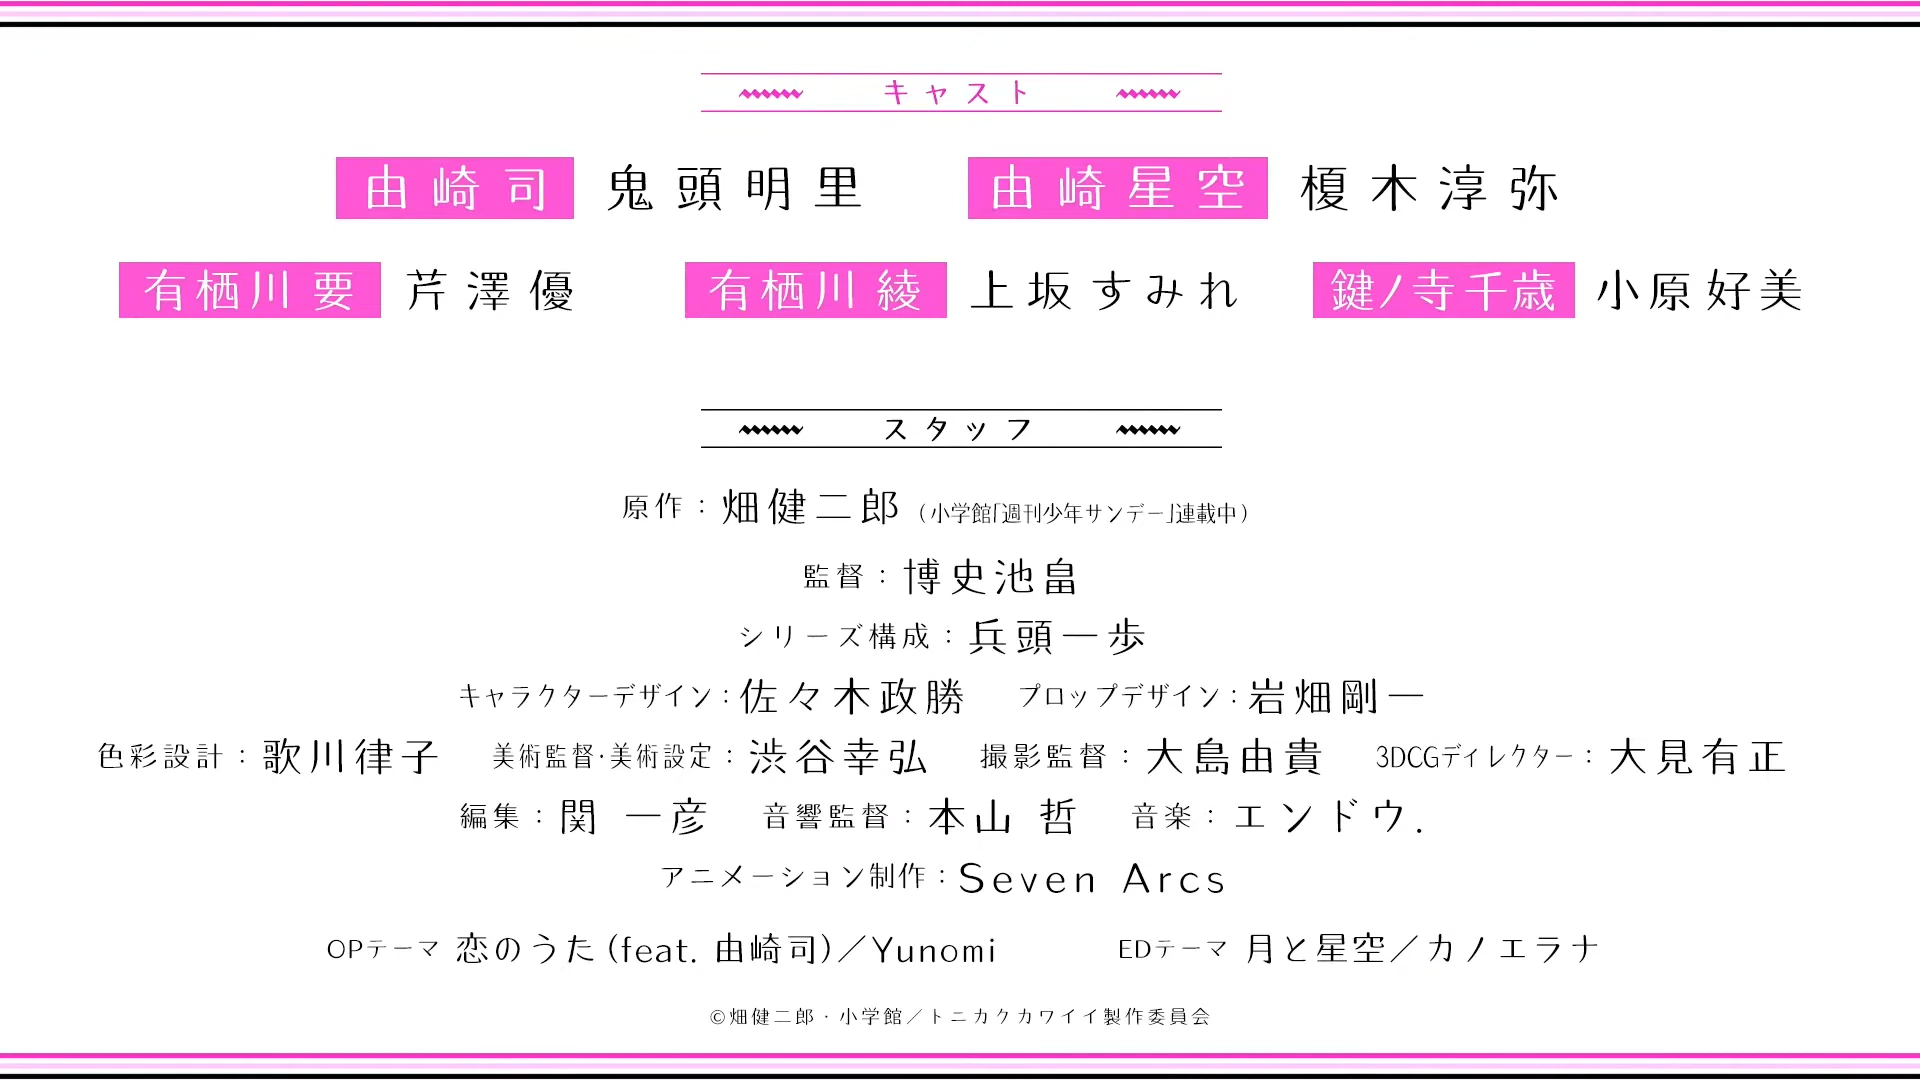 キャスト
由崎司 鬼頭明里 由崎星空 榎木淳弥
有栖川要 芹澤優 有栖川綾 上坂すみれ 鍵ノ寺千歳 小原好美
スタッフ
原作：畑健二郎（小学館「週刊少年サンデー」連載中）
監督：博史池畠
シリーズ構成：兵頭一歩
キャラクターデザイン：佐々木政勝 プロップデザイン：岩畑剛一
色彩設計：歌川律子 美術監督・美術設定：渋谷幸弘 撮影監督：大島由貴 3DCGディレクター：大見有正
編集：関 一彦 音響監督：本山 哲 音楽：エンドウ.
アニメーション制作：Seven Arcs
OPテーマ 恋のうた（feat. 由崎司）／Yunomi EDテーマ 月と星空／カノエラナ
©畑健二郎・小学館／トニカクカワイイ製作委員会